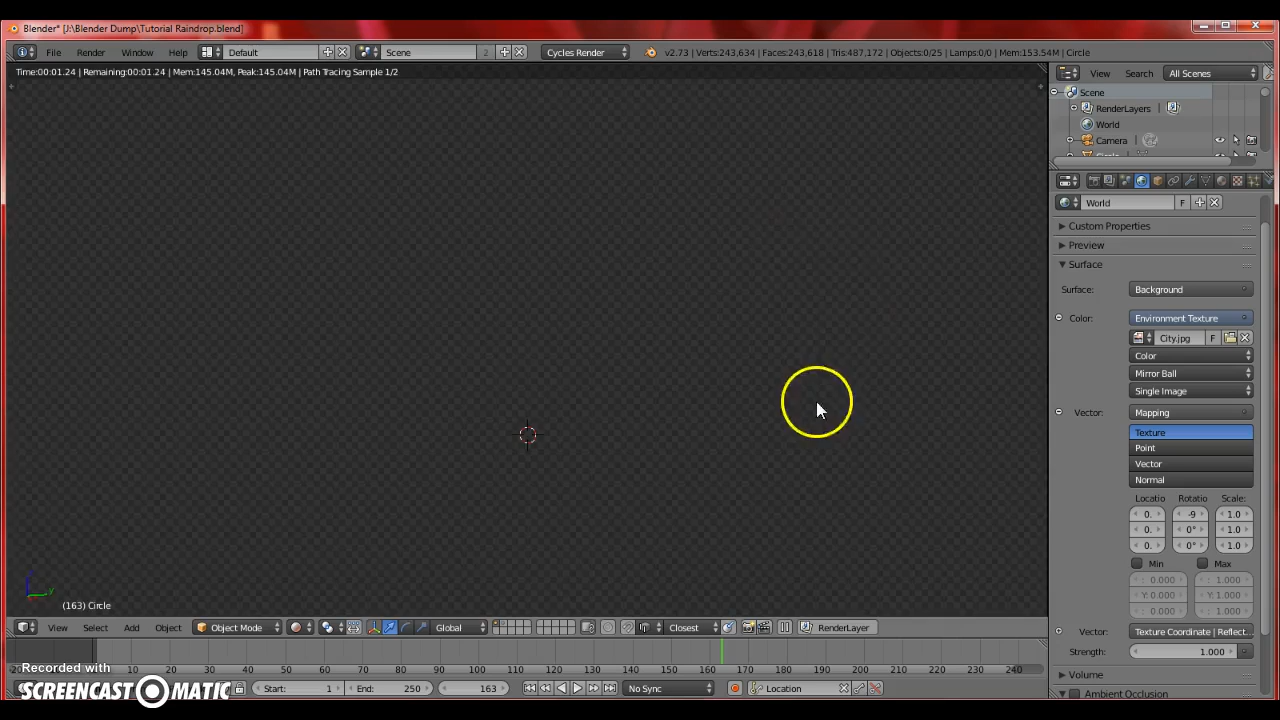 Blender* [J:\Blender Dump\Tutorial Raindrop.blend]
File Render Window Help Default Scene 2 Cycles Render v2.73 | Verts:243,634 | Faces:243,618 | Tris:487,172 | Objects:0/25 | Lamps:0/0 | Mem:153.54M | Circle
Time:00:01.24 | Remaining:00:01.24 | Mem:145.04M, Peak:145.04M | Path Tracing Sample 1/2
View Search All Scenes
Scene
RenderLayers
World
Camera
World F
Custom Properties
Preview
Surface
Surface: Background
Color: Environment Texture
City.jpg F
Color
Mirror Ball
Single Image
Vector: Mapping
Texture
Point
Vector
Normal
Locatio Rotatio Scale:
0. -9 1.0
0. 0° 1.0
0. 0° 1.0
Min Max
: 0.000 : 1.000
Y: 0.000 Y: 1.000
: 0.000 : 1.000
Vector: Texture Coordinate | Reflect.
Strength: 1.000
Volume
Ambient Occlusion
(163) Circle
View Select Add Object Object Mode Global Closest RenderLayer
10 20 30 40 50 60 70 80 90 100 110 120 130 140 150 160 170 180 190 200 210 220 230 240
Start: 1 End: 250 163 No Sync Location
Recorded with
SCREENCAST-O-MATIC